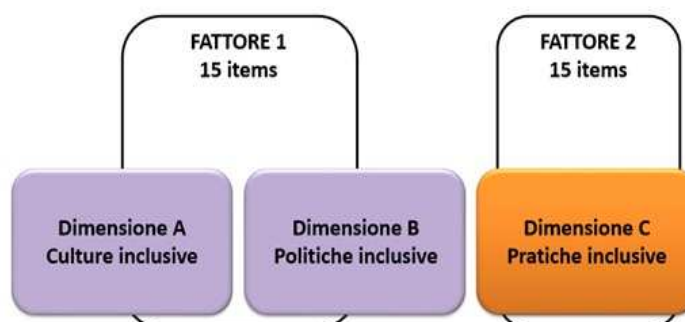 FATTORE 1
15 items
FATTORE 2
15 items
Dimensione A
Culture inclusive
Dimensione B
Politiche inclusive
Dimensione C
Pratiche inclusive